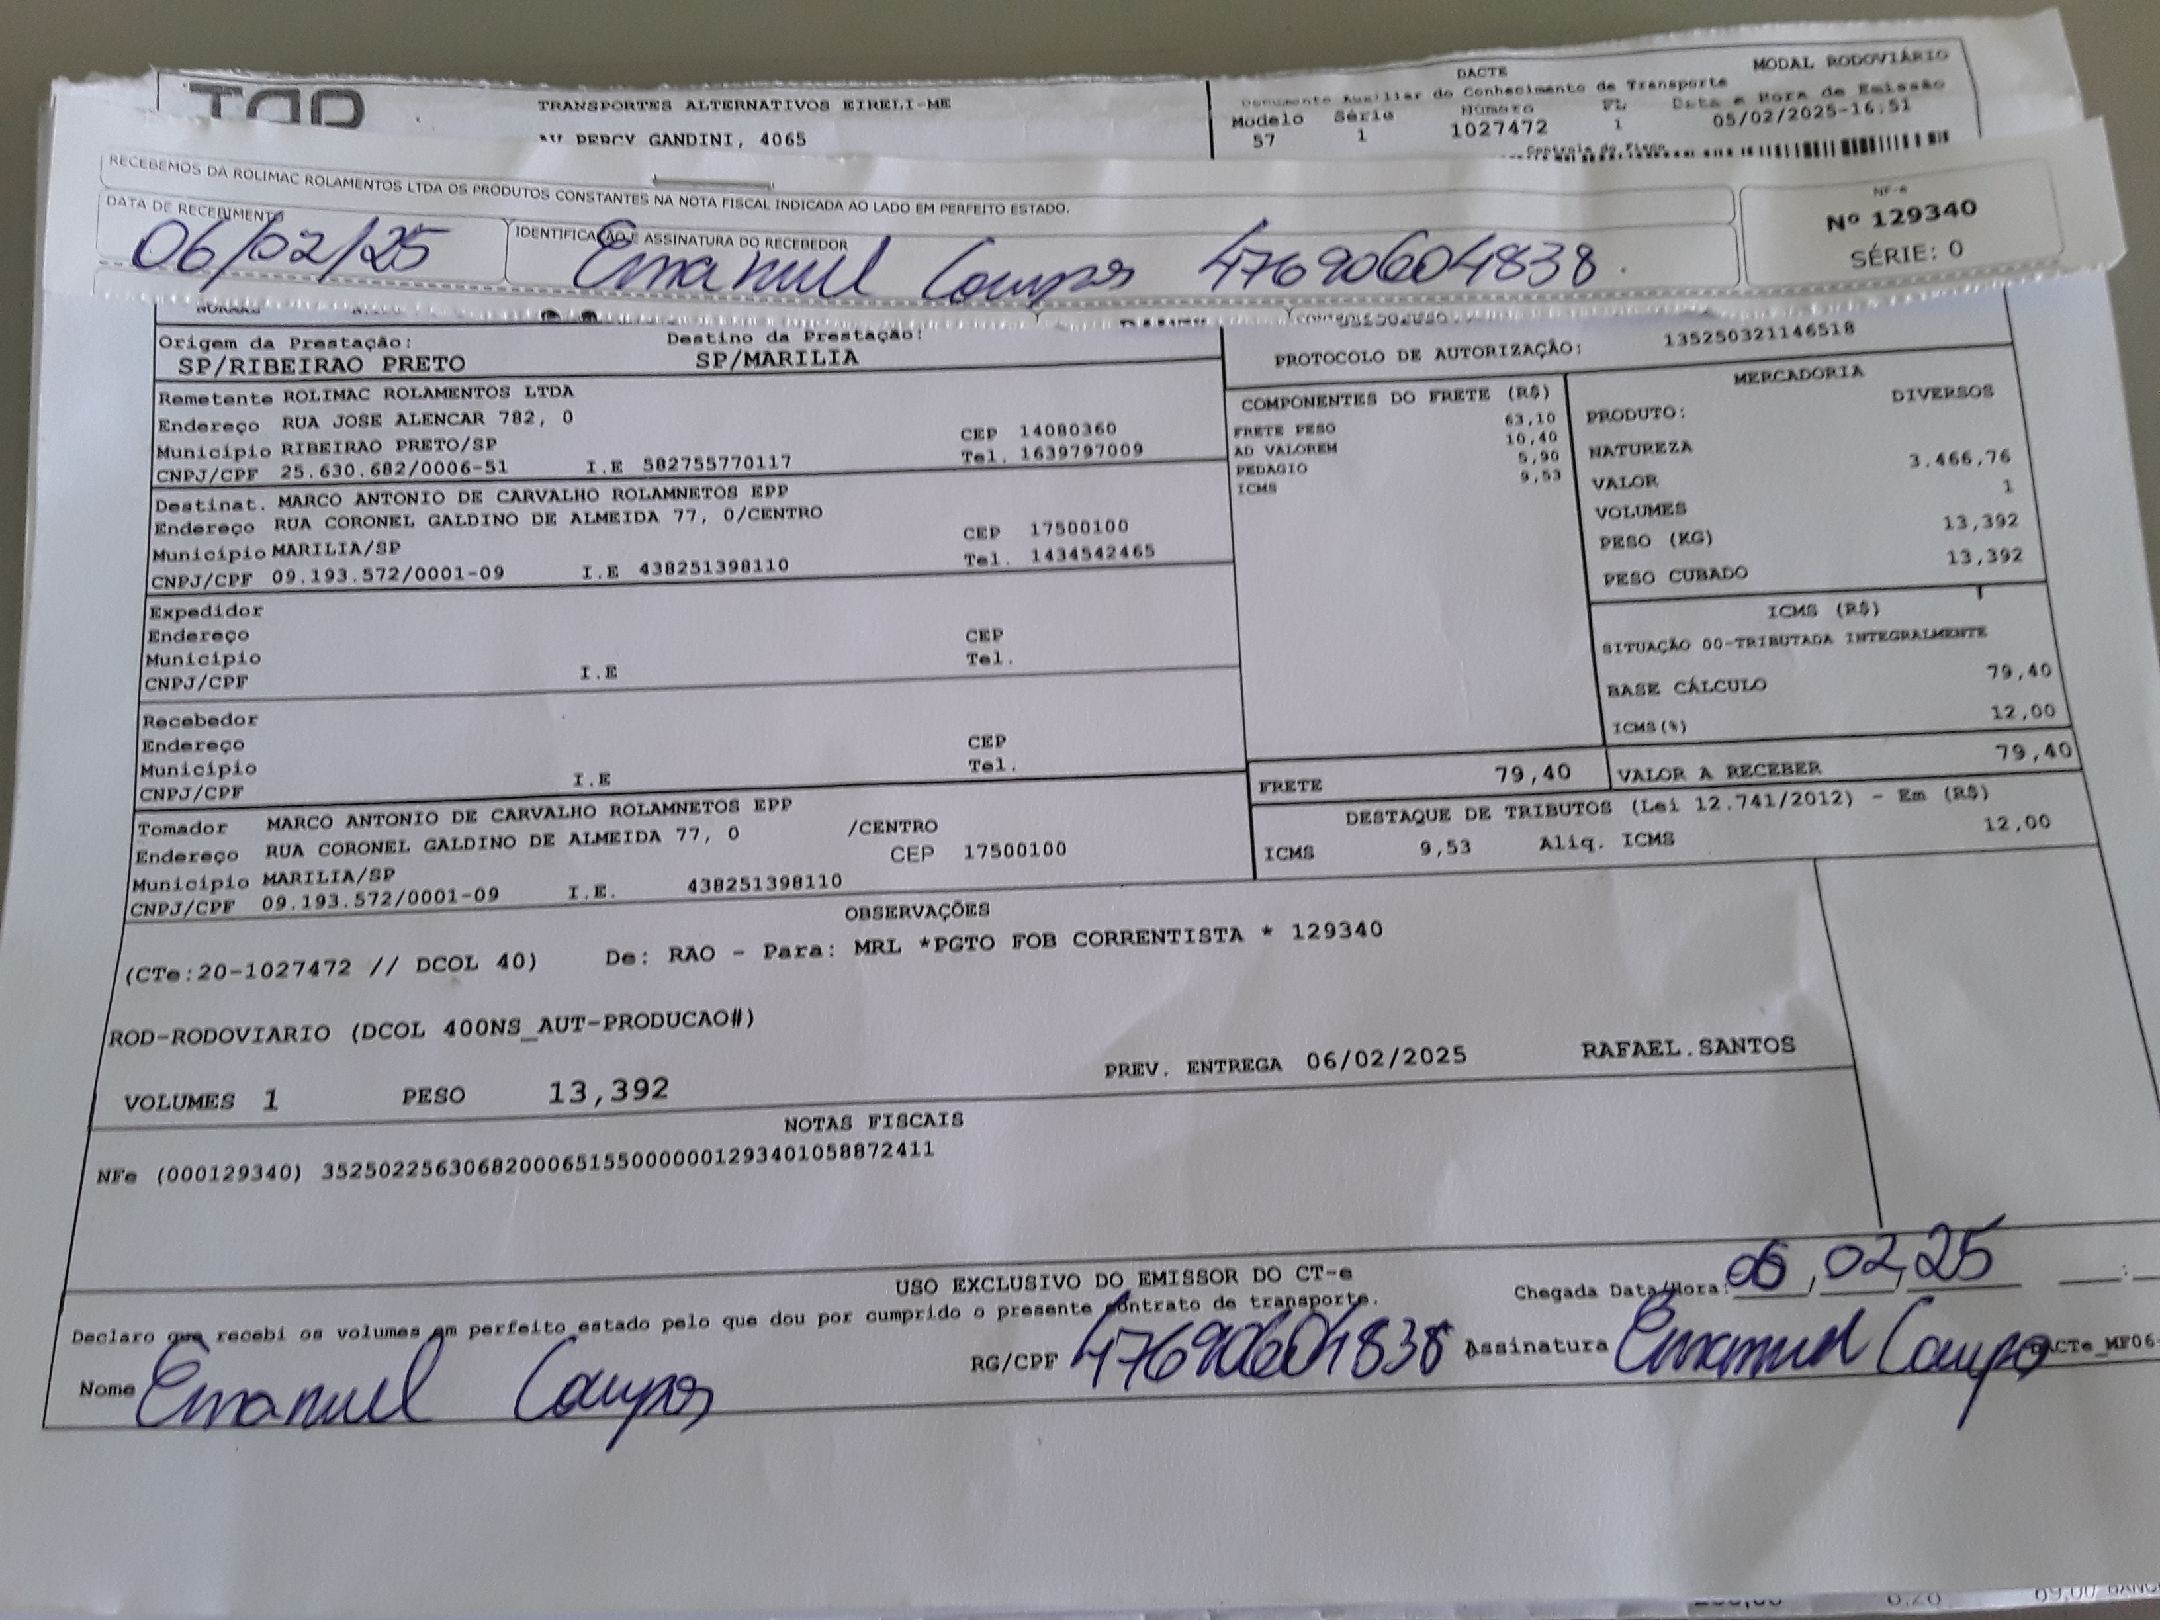 TRANSPORTES ALTERNATIVOS EIRELI-ME
AV PERCY GANDINI, 4065
DACTE
MODAL RODOVIÁRIO
Documento Auxiliar do Conhecimento de Transporte
Modelo Série Número FL Data e Hora de Emissão
57 1 1027472 1 05/02/2025-16.51
Controle do Fisco
RECEBEMOS DA ROLIMAC ROLAMENTOS LTDA OS PRODUTOS CONSTANTES NA NOTA FISCAL INDICADA AO LADO EM PERFEITO ESTADO.
DATA DE RECEBIMENTO
06/02/25
IDENTIFICAÇÃO E ASSINATURA DO RECEBEDOR
Emanuel Campos 47690604838
NF-e
Nº 129340
SÉRIE: 0
Origem da Prestação: Destino da Prestação:
SP/RIBEIRAO PRETO SP/MARILIA
PROTOCOLO DE AUTORIZAÇÃO: 135250321146518
Remetente ROLIMAC ROLAMENTOS LTDA
Endereço RUA JOSE ALENCAR 782, 0
Município RIBEIRAO PRETO/SP CEP 14080360
CNPJ/CPF 25.630.682/0006-51 I.E 582755770117 Tel. 1639797009
Destinat. MARCO ANTONIO DE CARVALHO ROLAMNETOS EPP
Endereço RUA CORONEL GALDINO DE ALMEIDA 77, 0/CENTRO
Município MARILIA/SP CEP 17500100
CNPJ/CPF 09.193.572/0001-09 I.E 438251398110 Tel. 1434542465
Expedidor
Endereço
Município CEP
CNPJ/CPF I.E Tel.
Recebedor
Endereço
Município CEP
CNPJ/CPF I.E Tel.
Tomador MARCO ANTONIO DE CARVALHO ROLAMNETOS EPP
Endereço RUA CORONEL GALDINO DE ALMEIDA 77, 0 /CENTRO
Município MARILIA/SP CEP 17500100
CNPJ/CPF 09.193.572/0001-09 I.E. 438251398110
COMPONENTES DO FRETE (R$)
FRETE PESO 63,10
AD VALOREM 10,40
PEDAGIO 5,90
ICMS 9,53
MERCADORIA
PRODUTO: DIVERSOS
NATUREZA
VALOR 3.466,76
VOLUMES 1
PESO (KG) 13,392
PESO CUBADO 13,392
ICMS (R$)
SITUAÇÃO 00-TRIBUTADA INTEGRALMENTE
BASE CÁLCULO 79,40
ICMS(%) 12,00
FRETE 79,40 VALOR A RECEBER 79,40
DESTAQUE DE TRIBUTOS (Lei 12.741/2012) - Em (R$)
ICMS 9,53 Aliq. ICMS 12,00
OBSERVAÇÕES
(CTe:20-1027472 // DCOL 40) De: RAO - Para: MRL *PGTO FOB CORRENTISTA * 129340
ROD-RODOVIARIO (DCOL 400NS_AUT-PRODUCAO#)
VOLUMES 1 PESO 13,392 PREV. ENTREGA 06/02/2025 RAFAEL.SANTOS
NOTAS FISCAIS
NFe (000129340) 35250225630682000651550000001293401058872411
USO EXCLUSIVO DO EMISSOR DO CT-e
Declaro que recebi os volumes em perfeito estado pelo que dou por cumprido o presente contrato de transporte.
Chegada Data/Hora: 06, 02, 25 :
Nome Emanuel Campos RG/CPF 47690604838 Assinatura Emanuel Campos